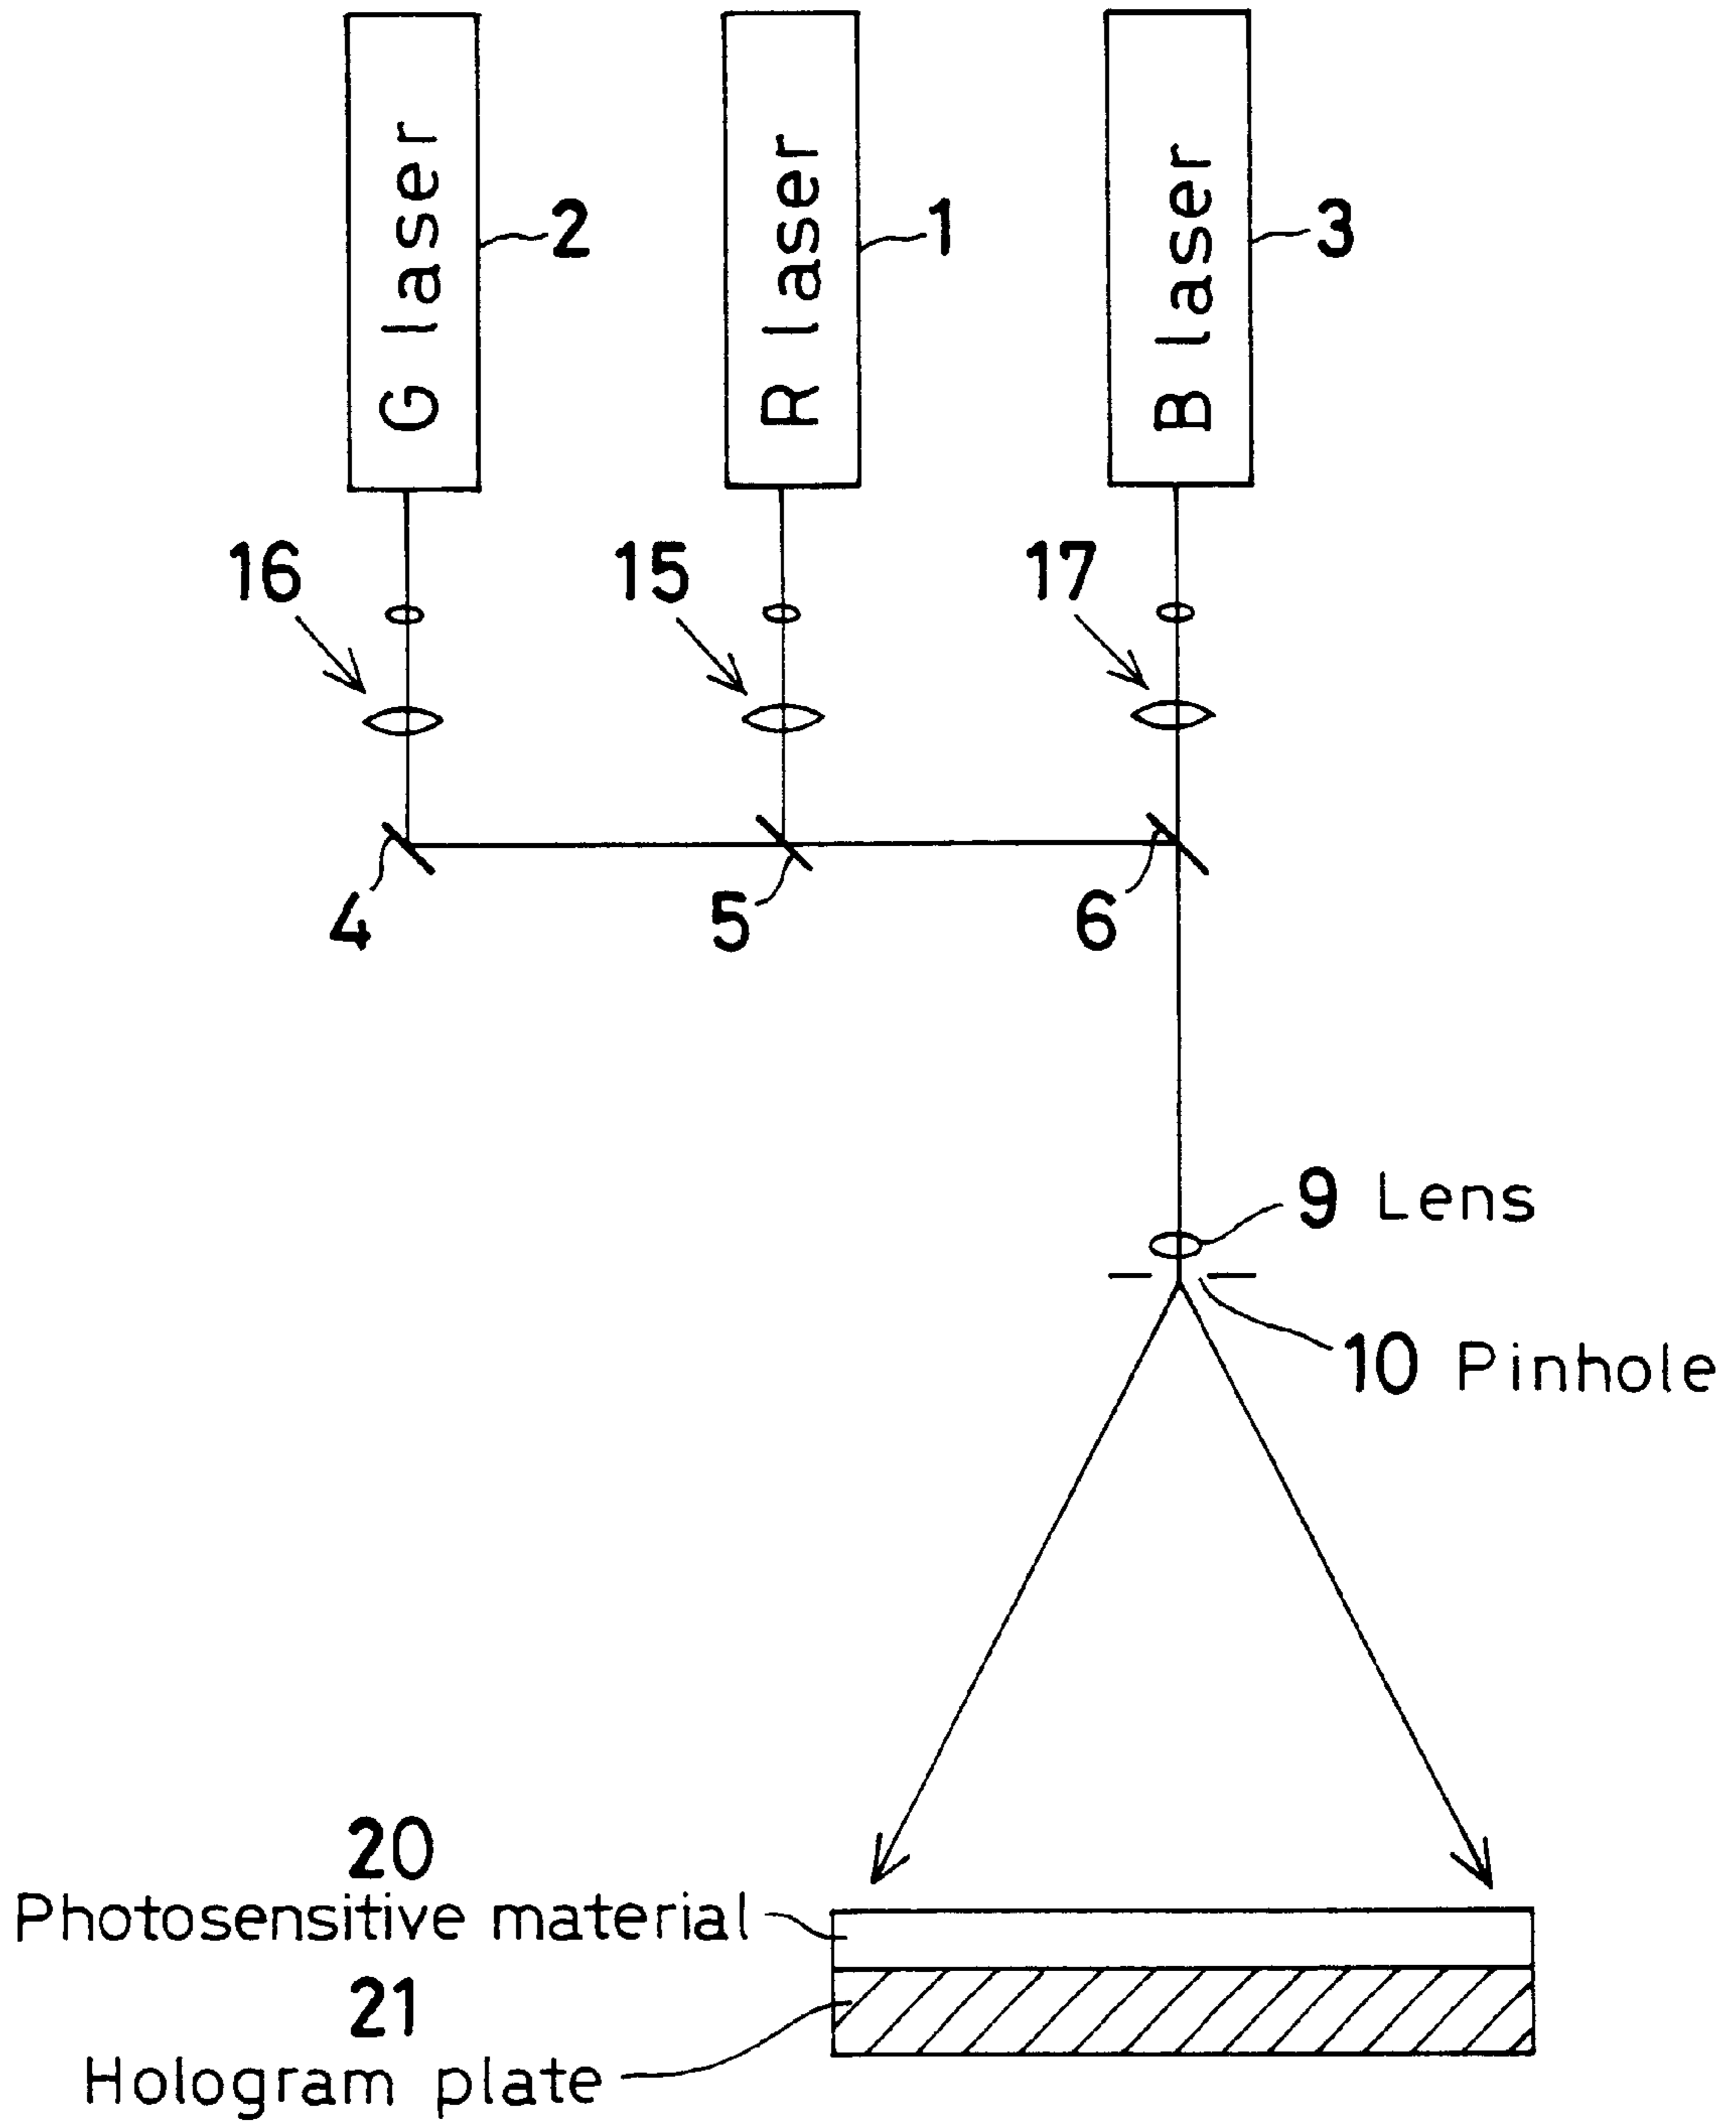 G laser
2
R laser
1
B laser
3
16
15
17
4
5
6
9 Lens
10 Pinhole
20
Photosensitive material
21
Hologram plate